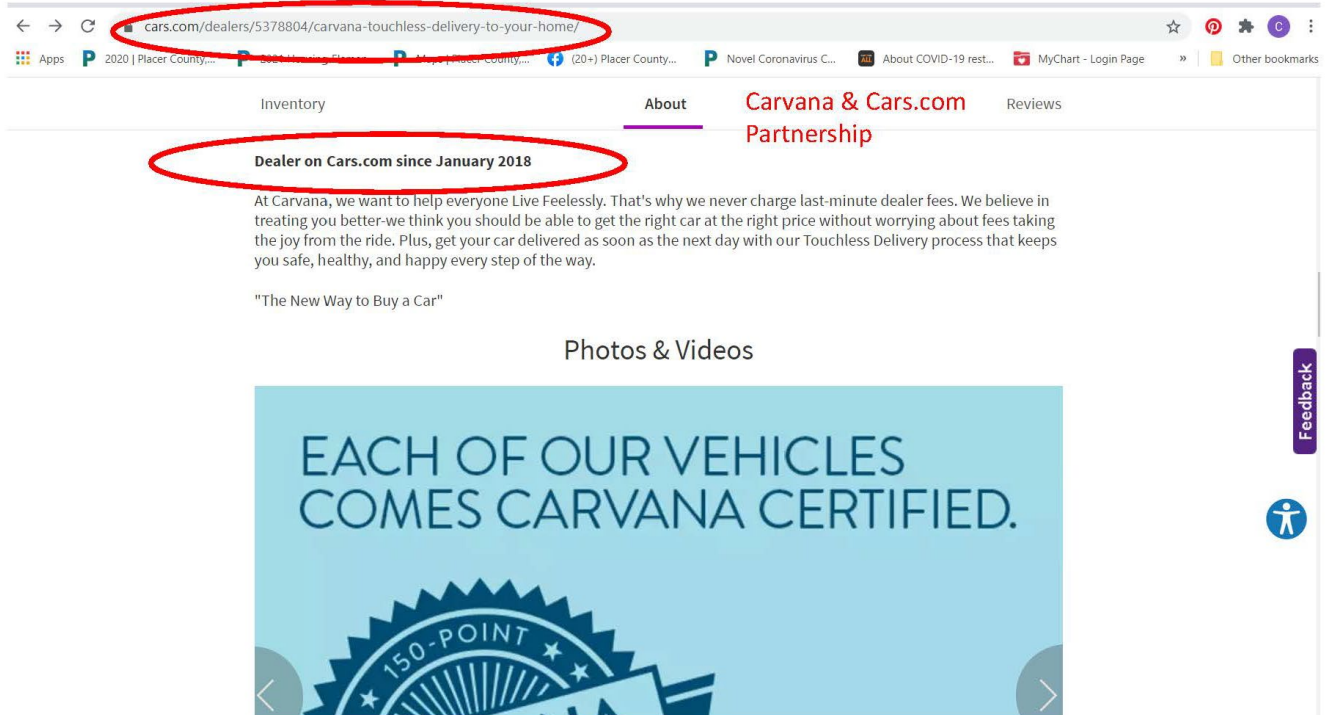 cars.com/dealers/5378804/carvana-touchless-delivery-to-your-home/
Apps 2020 | Placer County,... (20+) Placer County... Novel Coronavirus C... About COVID-19 rest... MyChart - Login Page » Other bookmarks
Inventory About Carvana & Cars.com Reviews
Partnership
Dealer on Cars.com since January 2018
At Carvana, we want to help everyone Live Feelessly. That's why we never charge last-minute dealer fees. We believe in
treating you better-we think you should be able to get the right car at the right price without worrying about fees taking
the joy from the ride. Plus, get your car delivered as soon as the next day with our Touchless Delivery process that keeps
you safe, healthy, and happy every step of the way.
"The New Way to Buy a Car"
Photos & Videos
Feedback
EACH OF OUR VEHICLES
COMES CARVANA CERTIFIED.
150-POINT